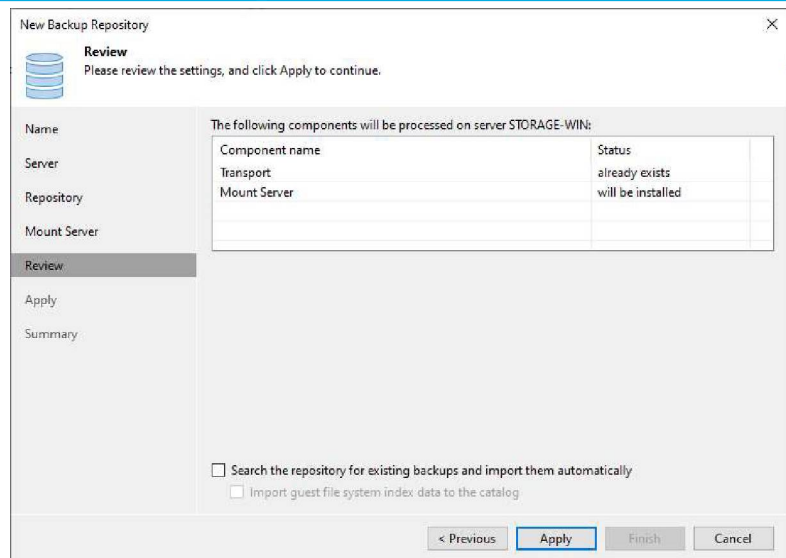 New Backup Repository
Review
Please review the settings, and click Apply to continue.
Name
Server
Repository
Mount Server
Review
Apply
Summary
The following components will be processed on server STORAGE-WIN:
Component name Status
Transport already exists
Mount Server will be installed
Search the repository for existing backups and import them automatically
Import guest file system index data to the catalog
< Previous Apply Finish Cancel